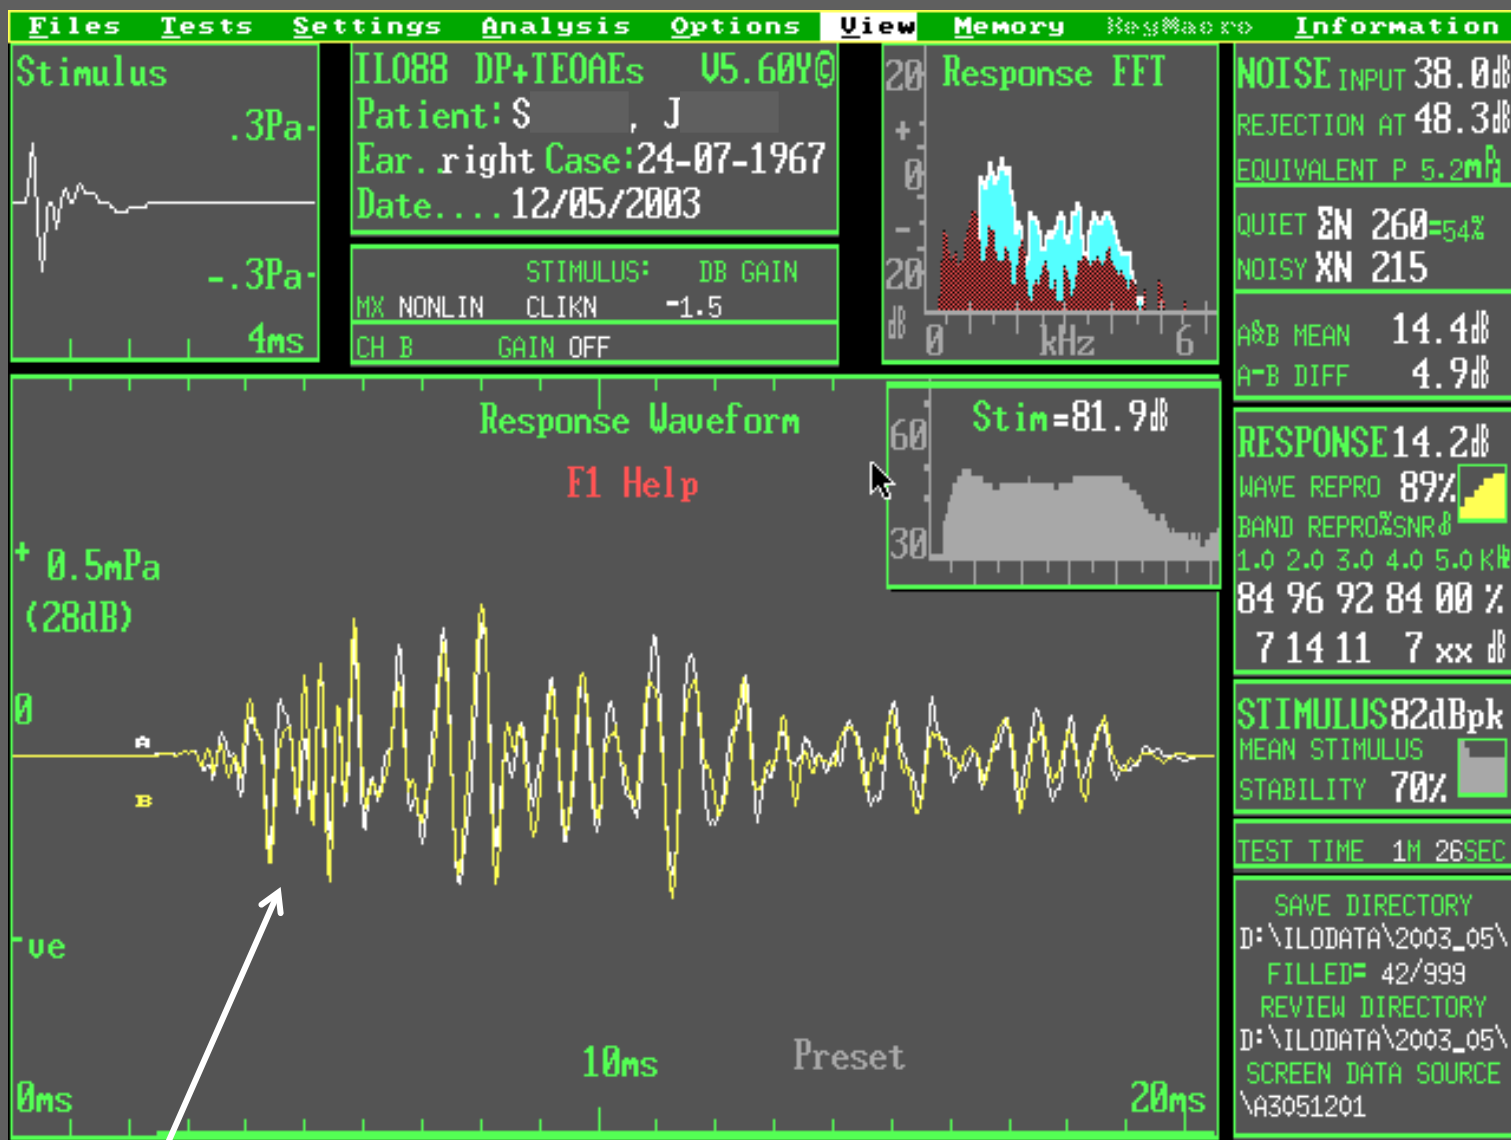 Files Tests Settings Analysis Options View Memory KeyMacro Information
Stimulus
.3Pa
-.3Pa
4ms
ILO88 DP+TEOAEs V5.60Y©
Patient: S , J
Ear..right Case:24-07-1967
Date....12/05/2003
STIMULUS: DB GAIN
MX NONLIN CLIKN -1.5
CH B GAIN OFF
Response FFT
20
+
0
-
20
dB
0 kHz 6
NOISE INPUT 38.0dB
REJECTION AT 48.3dB
EQUIVALENT P 5.2mPa
QUIET ΣN 260=54%
NOISY XN 215
A&B MEAN 14.4dB
A-B DIFF 4.9dB
Response Waveform
F1 Help
Stim=81.9dB
60
30
+ 0.5mPa
(28dB)
0
A
B
-ve
10ms
Preset
0ms
20ms
RESPONSE 14.2dB
WAVE REPRO 89%
BAND REPRO%SNRdB
1.0 2.0 3.0 4.0 5.0 KHz
84 96 92 84 00 %
7 14 11 7 xx dB
STIMULUS 82dBpk
MEAN STIMULUS
STABILITY 70%
TEST TIME 1M 26SEC
SAVE DIRECTORY
D:\ILODATA\2003_05\
FILLED= 42/999
REVIEW DIRECTORY
D:\ILODATA\2003_05\
SCREEN DATA SOURCE
\A3051201